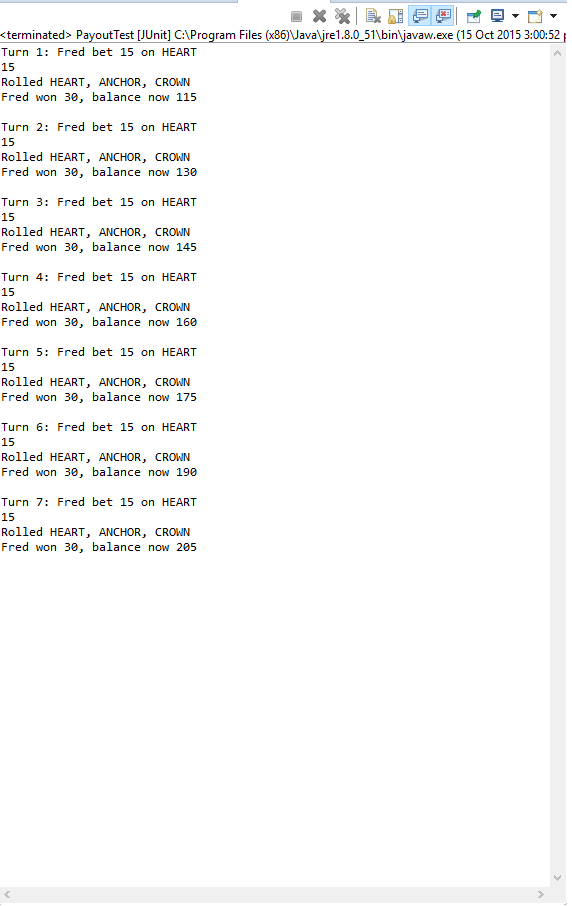 <terminated> PayoutTest [JUnit] C:\Program Files (x86)\Java\jre1.8.0_51\bin\javaw.exe (15 Oct 2015 3:00:52 p
Turn 1: Fred bet 15 on HEART
15
Rolled HEART, ANCHOR, CROWN
Fred won 30, balance now 115
Turn 2: Fred bet 15 on HEART
15
Rolled HEART, ANCHOR, CROWN
Fred won 30, balance now 130
Turn 3: Fred bet 15 on HEART
15
Rolled HEART, ANCHOR, CROWN
Fred won 30, balance now 145
Turn 4: Fred bet 15 on HEART
15
Rolled HEART, ANCHOR, CROWN
Fred won 30, balance now 160
Turn 5: Fred bet 15 on HEART
15
Rolled HEART, ANCHOR, CROWN
Fred won 30, balance now 175
Turn 6: Fred bet 15 on HEART
15
Rolled HEART, ANCHOR, CROWN
Fred won 30, balance now 190
Turn 7: Fred bet 15 on HEART
15
Rolled HEART, ANCHOR, CROWN
Fred won 30, balance now 205